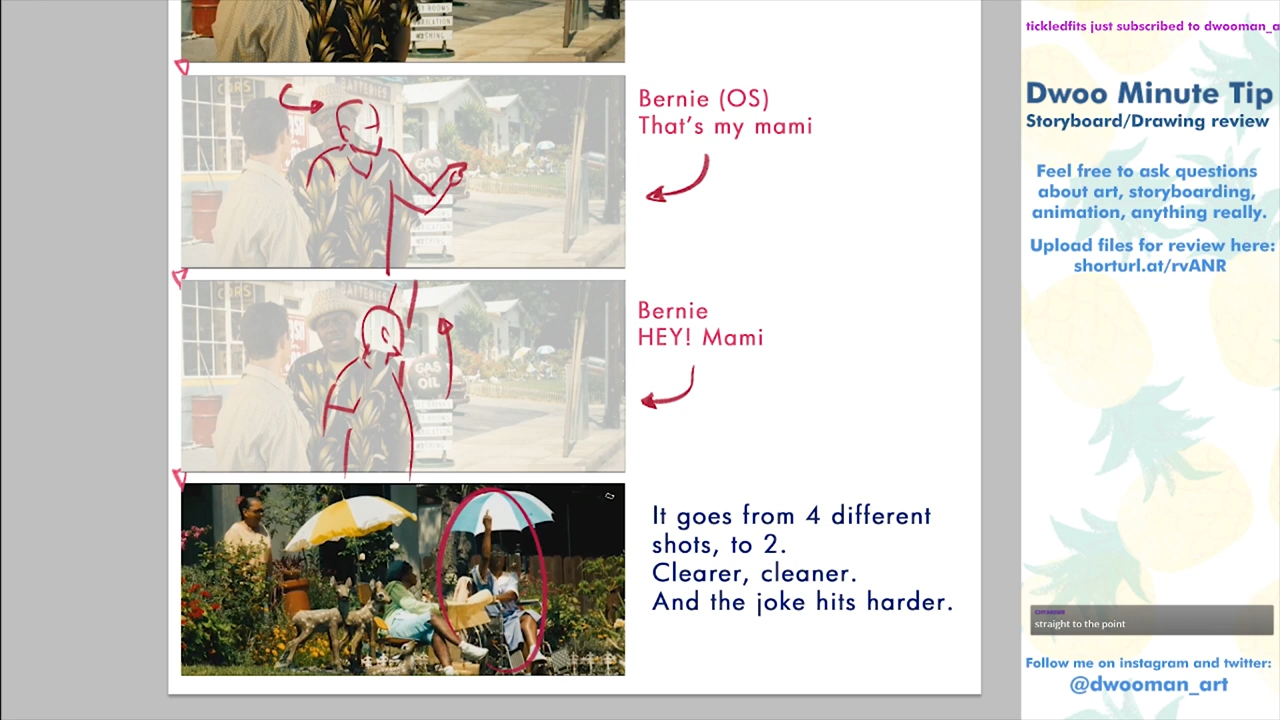 Bernie (OS)
That's my mami
GAS
OIL
Bernie
HEY! Mami
BATTERIES
GAS
OIL
It goes from 4 different
shots, to 2.
Clearer, cleaner.
And the joke hits harder.
tickledfits just subscribed to dwooman_a
Dwoo Minute Tip
Storyboard/Drawing review
Feel free to ask questions
about art, storyboarding,
animation, anything really.
Upload files for review here:
shorturl.at/rvANR
straight to the point
Follow me on instagram and twitter:
@dwooman_art